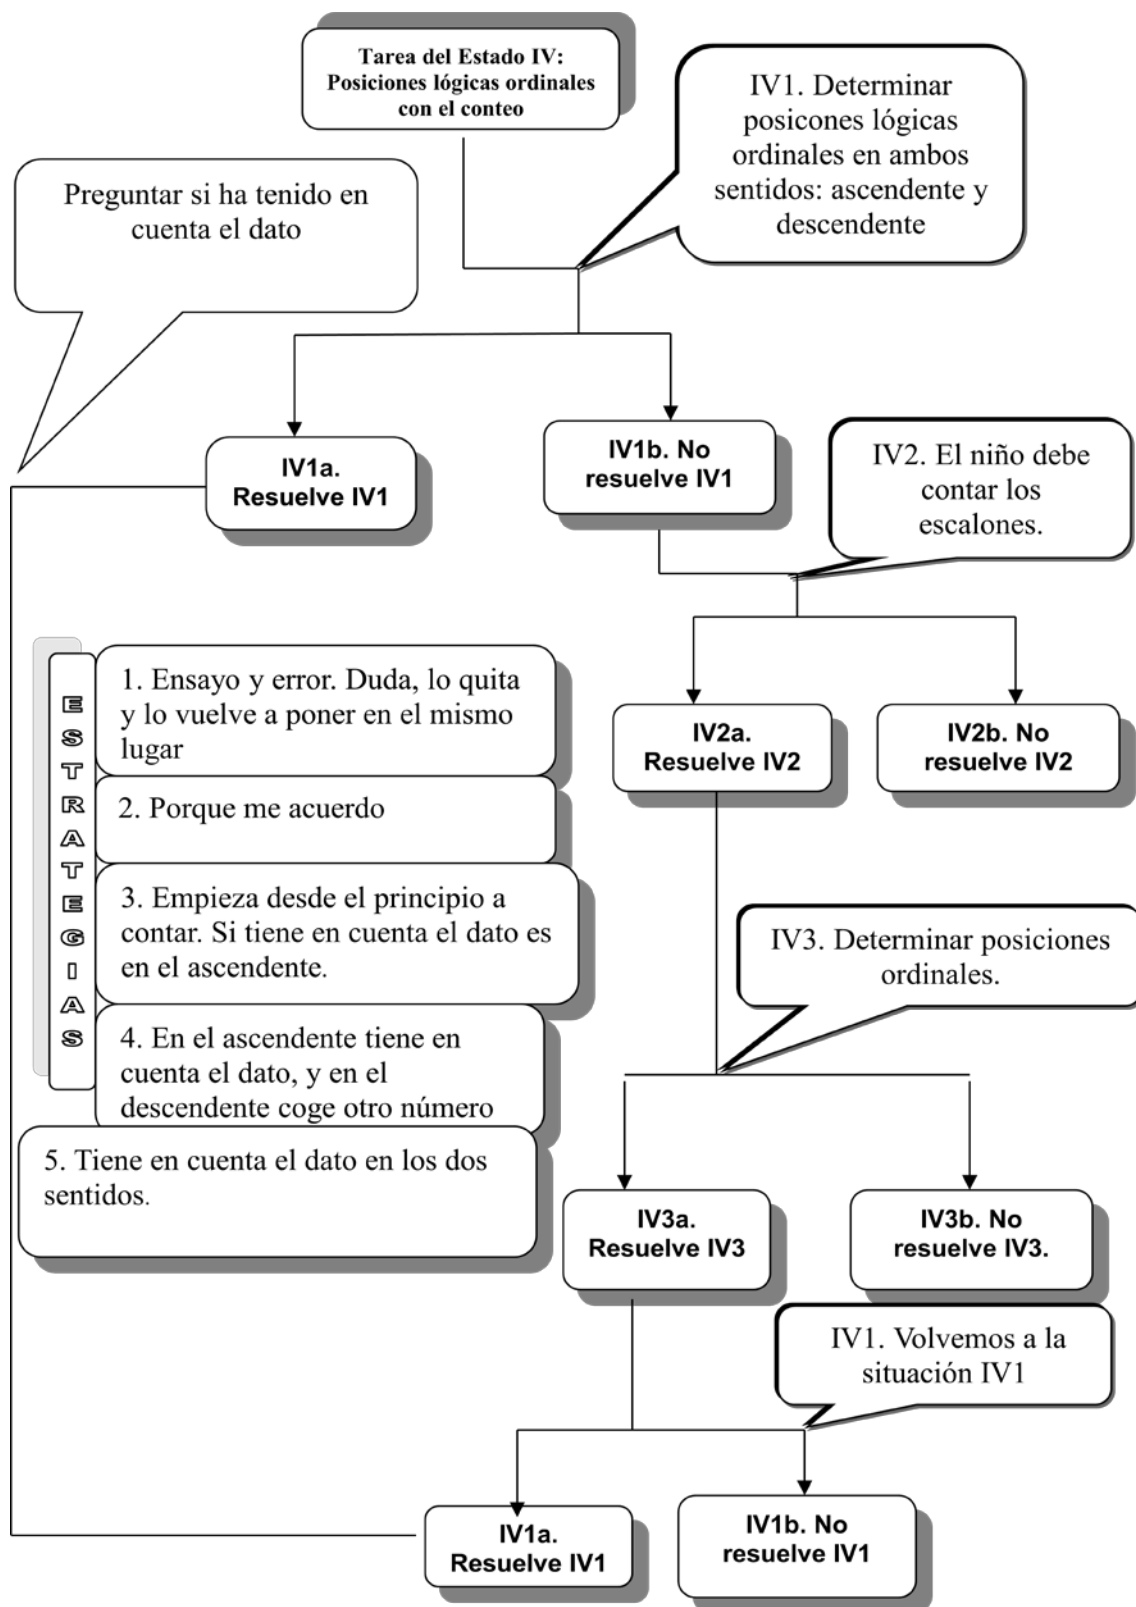 Tarea del Estado IV:
Posiciones lógicas ordinales
con el conteo
IV1. Determinar
posicones lógicas
ordinales en ambos
sentidos: ascendente y
descendente
Preguntar si ha tenido en
cuenta el dato
IV1a.
Resuelve IV1
IV1b. No
resuelve IV1
IV2. El niño debe
contar los
escalones.
ESTRATEGIAS
1. Ensayo y error. Duda, lo quita
y lo vuelve a poner en el mismo
lugar
2. Porque me acuerdo
3. Empieza desde el principio a
contar. Si tiene en cuenta el dato es
en el ascendente.
4. En el ascendente tiene en
cuenta el dato, y en el
descendente coge otro número
5. Tiene en cuenta el dato en los dos
sentidos.
IV2a.
Resuelve IV2
IV2b. No
resuelve IV2
IV3. Determinar posiciones
ordinales.
IV3a.
Resuelve IV3
IV3b. No
resuelve IV3.
IV1. Volvemos a la
situación IV1
IV1a.
Resuelve IV1
IV1b. No
resuelve IV1